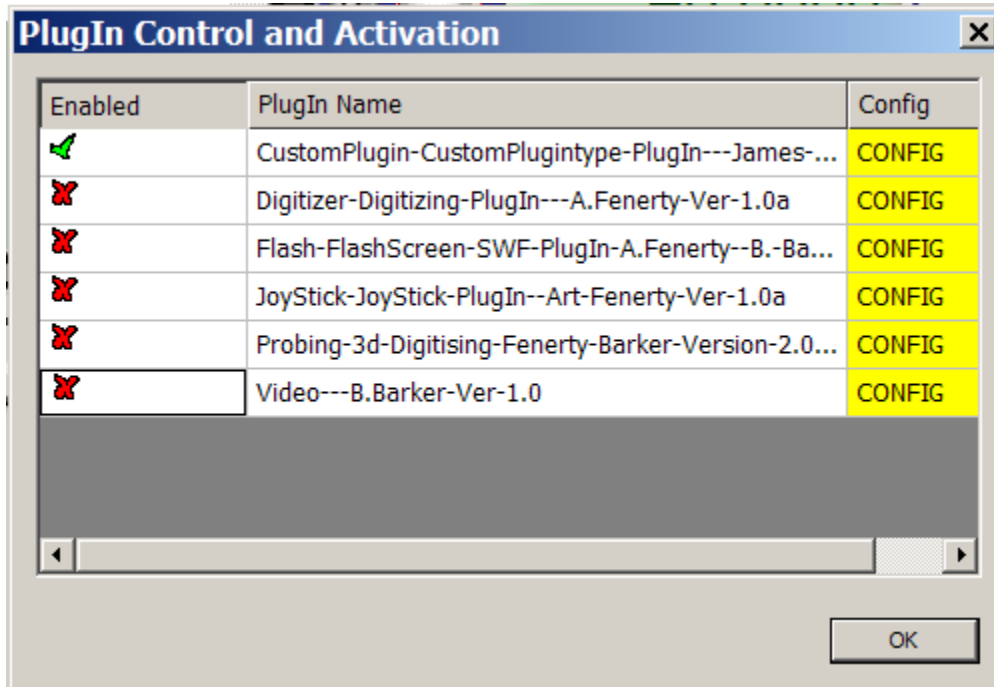 PlugIn Control and Activation
Enabled PlugIn Name Config
CustomPlugin-CustomPlugintype-PlugIn---James-... CONFIG
Digitizer-Digitizing-PlugIn---A.Fenerty-Ver-1.0a CONFIG
Flash-FlashScreen-SWF-PlugIn-A.Fenerty--B.-Ba... CONFIG
JoyStick-JoyStick-PlugIn--Art-Fenerty-Ver-1.0a CONFIG
Probing-3d-Digitising-Fenerty-Barker-Version-2.0... CONFIG
Video---B.Barker-Ver-1.0 CONFIG
OK